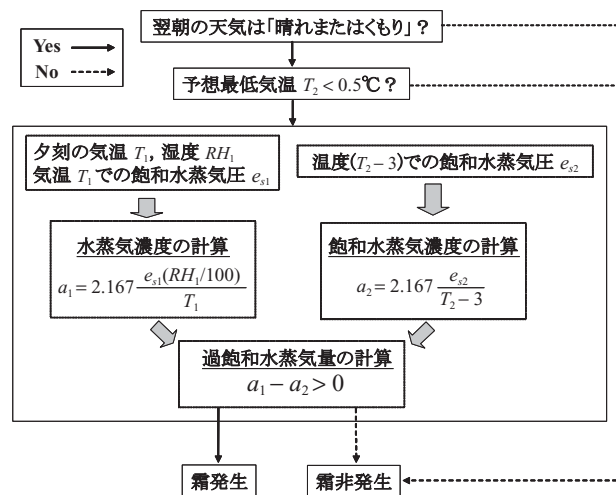 翌朝の天気は「晴れまたはくもり」?
Yes
No
予想最低気温 T₂ < 0.5℃?
夕刻の気温 T₁, 湿度 RH₁
気温 T₁ での飽和水蒸気圧 eₛ₁
温度(T₂−3)での飽和水蒸気圧 eₛ₂
水蒸気濃度の計算
a₁ = 2.167 eₛ₁(RH₁/100) / T₁
飽和水蒸気濃度の計算
a₂ = 2.167 eₛ₂ / T₂−3
過飽和水蒸気量の計算
a₁ − a₂ > 0
霜発生
霜非発生